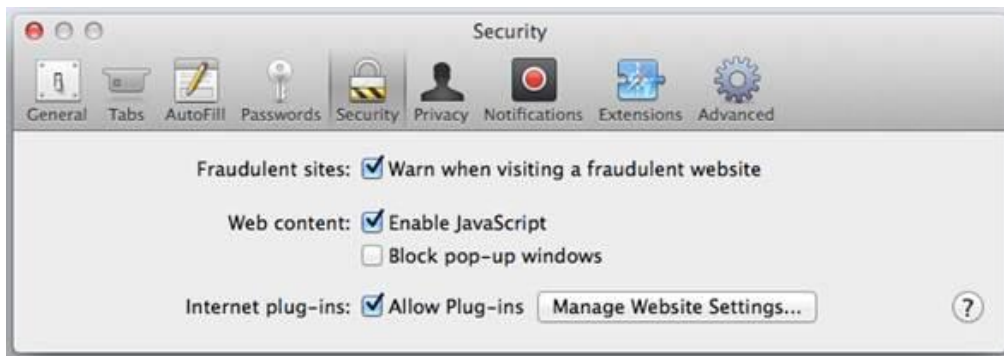 Security
General Tabs AutoFill Passwords Security Privacy Notifications Extensions Advanced
Fraudulent sites: Warn when visiting a fraudulent website
Web content: Enable JavaScript
Block pop-up windows
Internet plug-ins: Allow Plug-ins Manage Website Settings... ?